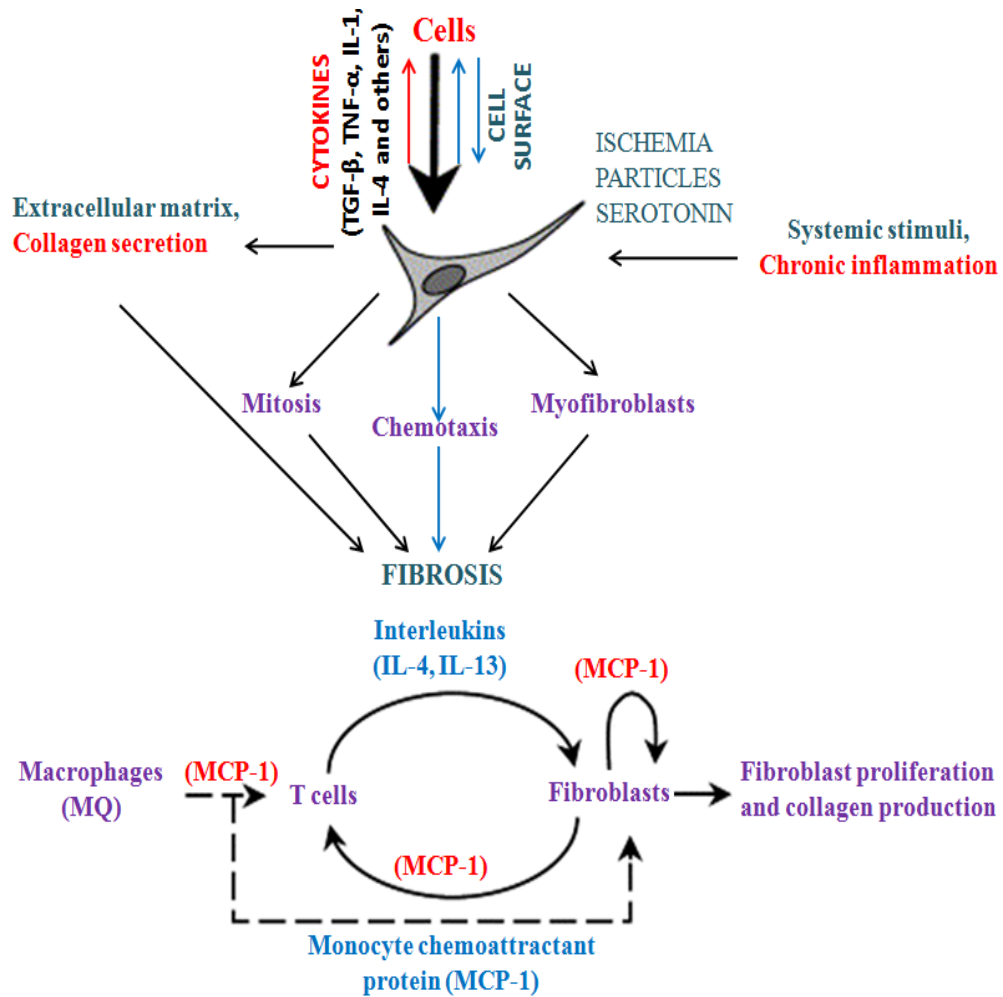 Cells
CYTOKINES
(TGF-β, TNF-α, IL-1,
IL-4 and others)
CELL
SURFACE
ISCHEMIA
PARTICLES
SEROTONIN
Extracellular matrix,
Collagen secretion
Systemic stimuli,
Chronic inflammation
Mitosis
Chemotaxis
Myofibroblasts
FIBROSIS
Interleukins
(IL-4, IL-13)
(MCP-1)
Macrophages
(MQ)
(MCP-1)
T cells
Fibroblasts
Fibroblast proliferation
and collagen production
(MCP-1)
Monocyte chemoattractant
protein (MCP-1)